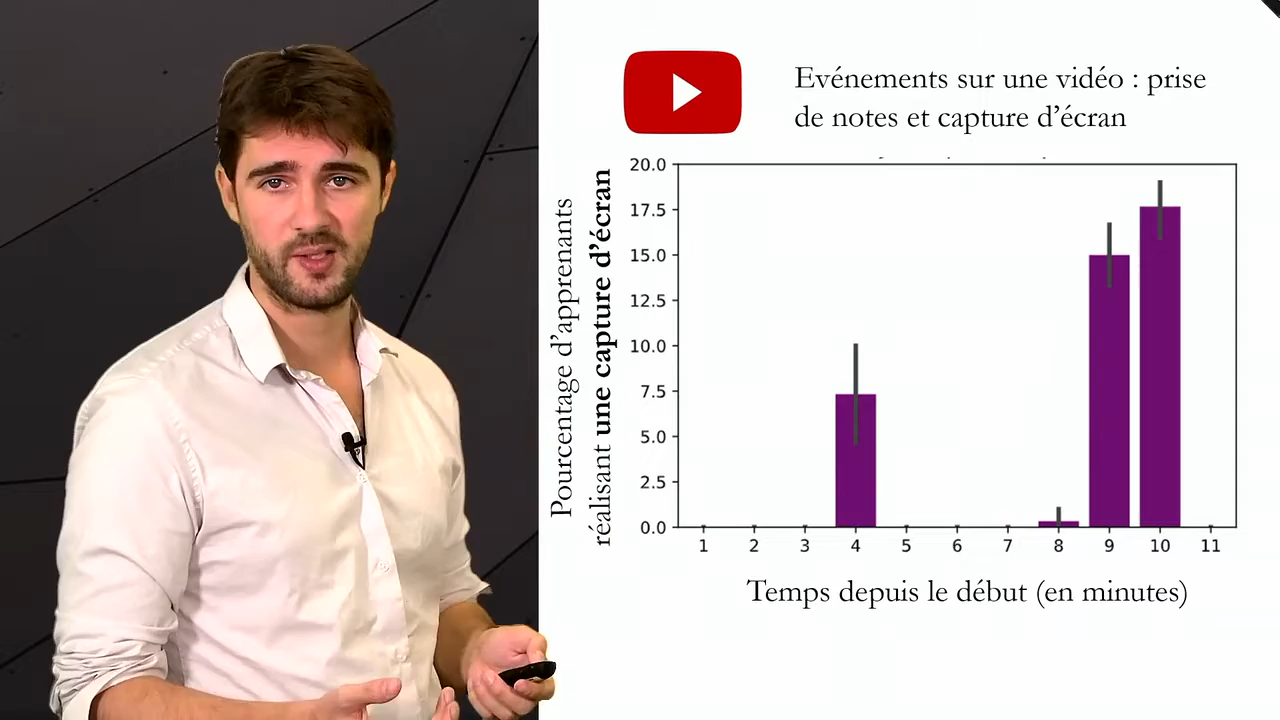 Evénements sur une vidéo : prise
de notes et capture d’écran
Pourcentage d’apprenants
réalisant une capture d’écran
20.0
17.5
15.0
12.5
10.0
7.5
5.0
2.5
0.0
1 2 3 4 5 6 7 8 9 10 11
Temps depuis le début (en minutes)